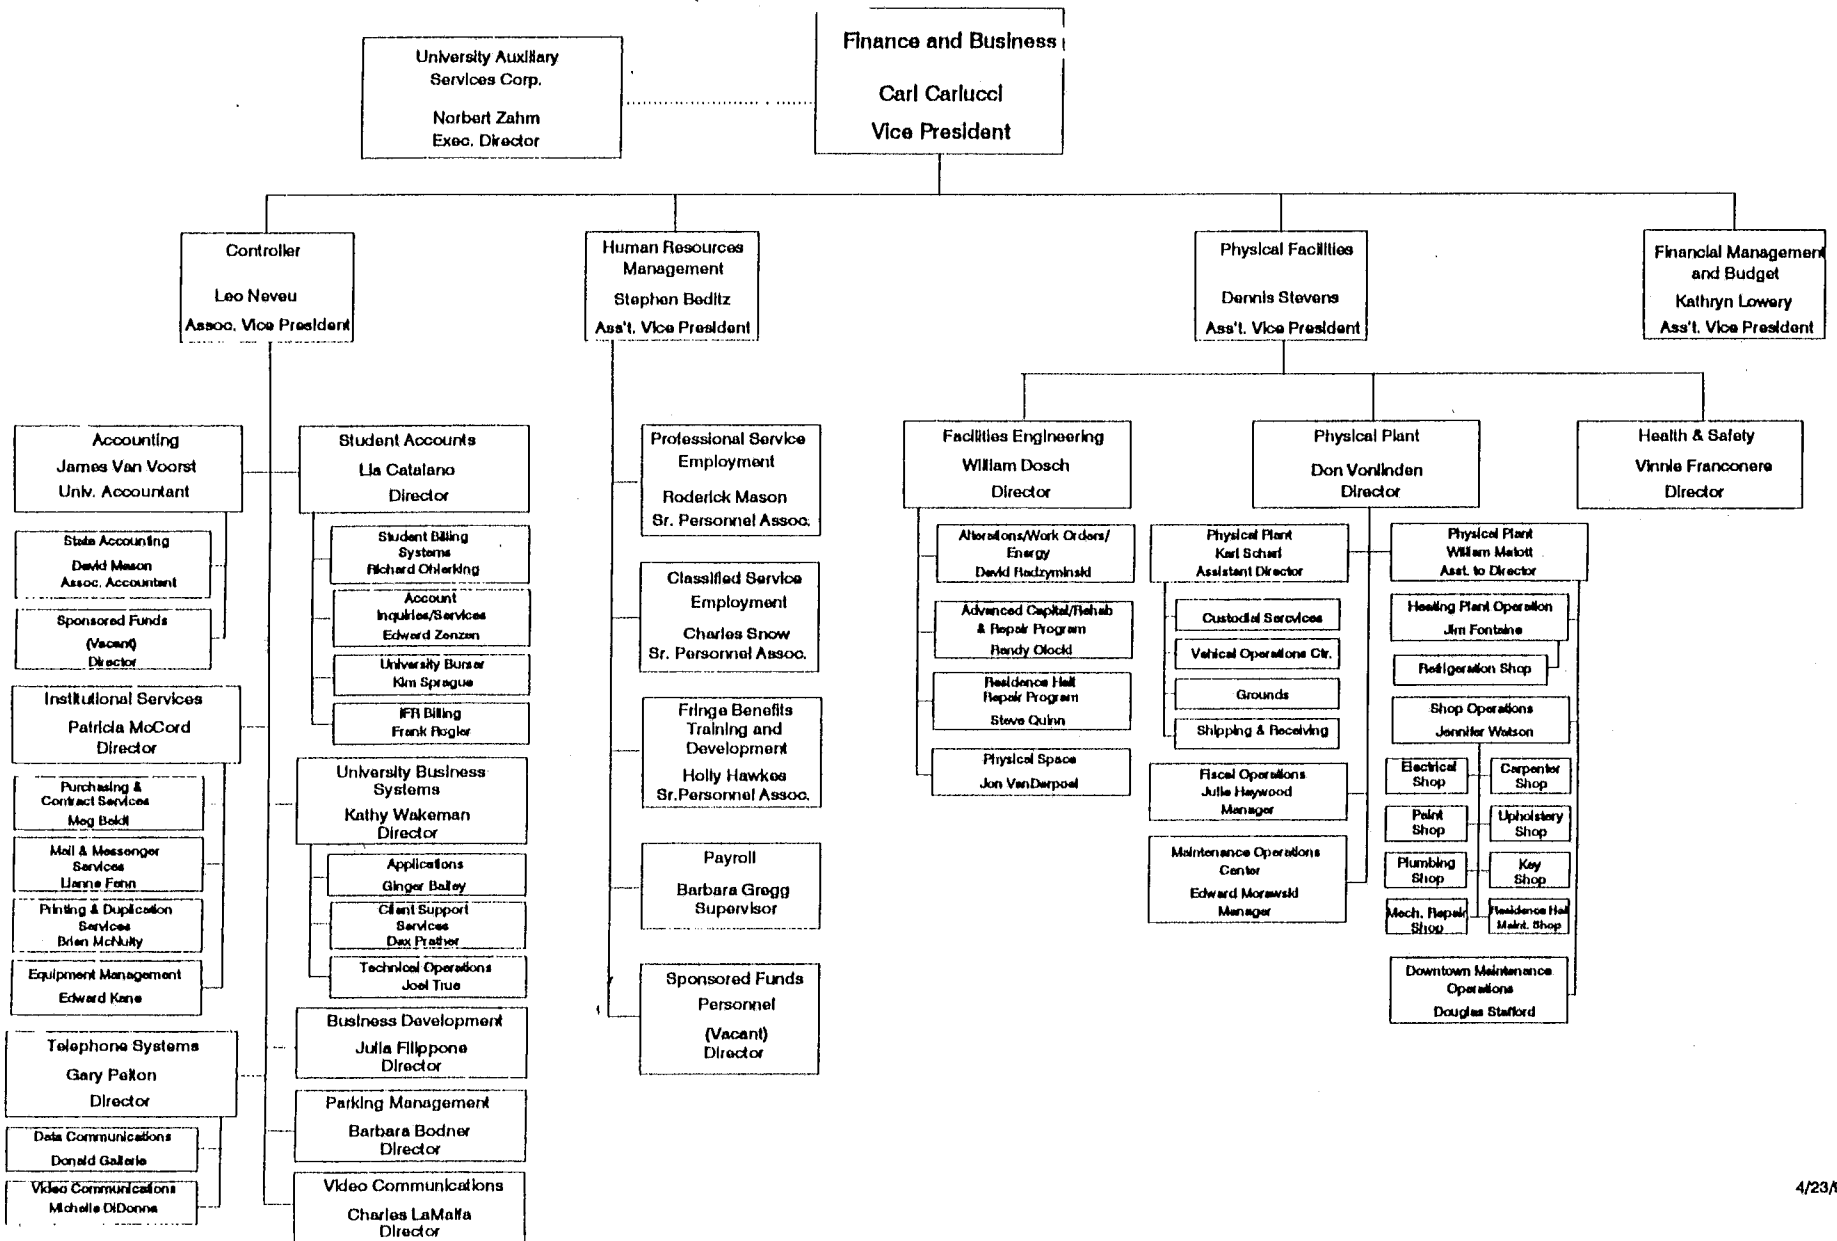 Finance and Business
Carl Carlucci
Vice President
University Auxiliary
Services Corp.
Norbert Zahm
Exec. Director
Controller
Leo Neveu
Assoc. Vice President
Human Resources
Management
Stephen Beditz
Ass't. Vice President
Physical Facilities
Dennis Stevens
Ass't. Vice President
Financial Management
and Budget
Kathryn Lowery
Ass't. Vice President
Accounting
James Van Voorst
Univ. Accountant
State Accounting
David Mason
Assoc. Accountant
Sponsored Funds
(Vacant)
Director
Institutional Services
Patricia McCord
Director
Purchasing &
Contract Services
Meg
Mail & Messenger
Services
Lianne Fenn
Printing & Duplication
Services
Brien McNulty
Equipment Management
Edward Kane
Telephone Systems
Gary Pelton
Director
Data Communications
Donald
Video Communications
Michelle DiDonna
Student Accounts
Lia Catalano
Director
Student Billing
Systems
Richard Ohlerking
Account
Inquiries/Services
Edward Zenzen
University Bursar
Kim Sprague
IFR Billing
Frank
University Business
Systems
Kathy Wakeman
Director
Applications
Ginger Bailey
Client Support
Services
Dax Prather
Technical Operations
Joel True
Business Development
Julia Filippone
Director
Parking Management
Barbara Bodner
Director
Video Communications
Charles LaMalfa
Director
Professional Service
Employment
Roderick Mason
Sr. Personnel Assoc.
Classified Service
Employment
Charles Snow
Sr. Personnel Assoc.
Fringe Benefits
Training and
Development
Holly Hawkes
Sr.Personnel Assoc.
Payroll
Barbara Gregg
Supervisor
Sponsored Funds
Personnel
(Vacant)
Director
Facilities Engineering
William Dosch
Director
Alterations/Work Orders/
Energy
David Radzyminski
Advanced Capital/Rehab
& Repair Program
Randy Olocki
Residence Hall
Repair Program
Steve Quinn
Physical Space
Jon VanDerpoel
Physical Plant
Don Vonlinden
Director
Physical Plant
Karl Scharl
Assistant Director
Custodial Sarcvices
Vehical Operations Ctr.
Grounds
Shipping & Receiving
Fiscal Operations
Julie Haywood
Manager
Maintenance Operations
Center
Edward Morawski
Manager
Physical Plant
William Malott
Asst. to Director
Heating Plant Operation
Jim Fontaine
Refrigeration Shop
Shop Operations
Jennifer Watson
Electrical
Shop
Carpenter
Shop
Paint
Shop
Upholstery
Shop
Plumbing
Shop
Key
Shop
Mech. Repair
Shop
Residence Hall
Maint. Shop
Downtown Maintenance
Operations
Douglas Stafford
Health & Safety
Vinnie Franconere
Director
4/23/